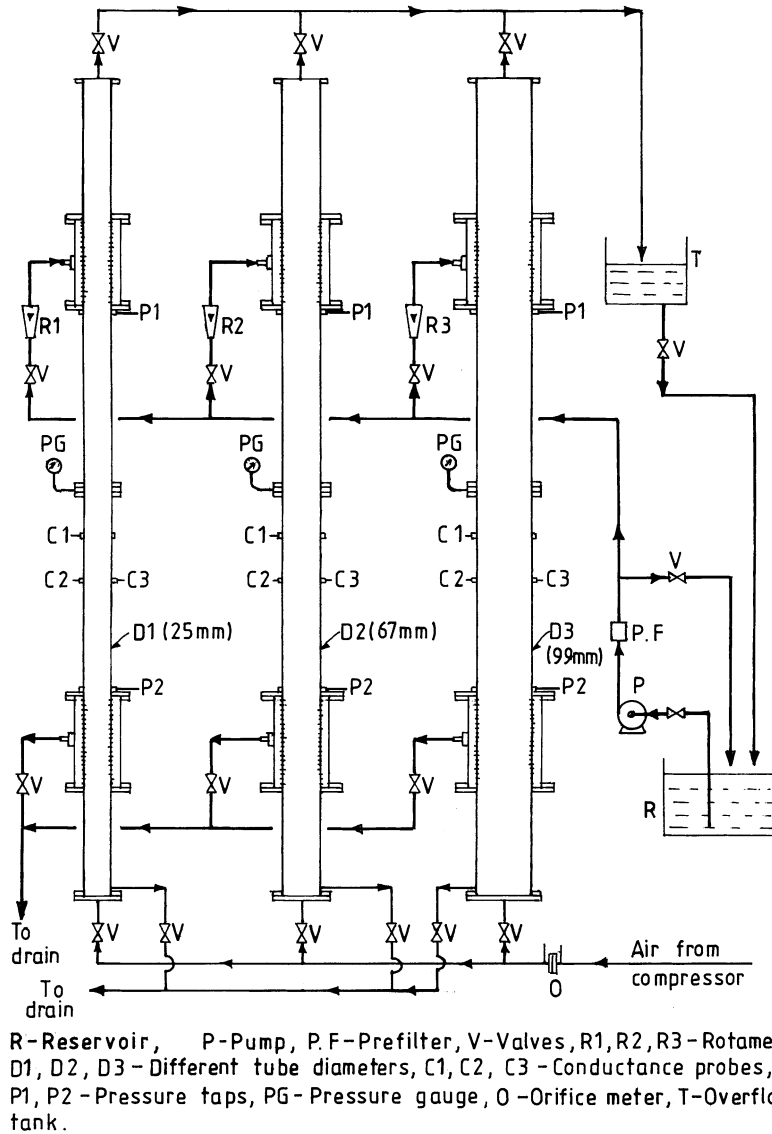 V V V
T
P1 P1 P1
R1 R2 R3
V V V V
PG PG PG
C1 C1 C1
C2 C3 C2 C3 C2 C3
V
D1 (25mm) D2 (67mm) D3 (99mm)
P.F
P2 P2 P2
P
V V V
R
V V V V V V
To drain
Air from compressor
To drain
O
R-Reservoir, P-Pump, P.F-Prefilter, V-Valves, R1, R2, R3-Rotame
D1, D2, D3-Different tube diameters, C1, C2, C3-Conductance probes,
P1, P2-Pressure taps, PG-Pressure gauge, O-Orifice meter, T-Overflo
tank.